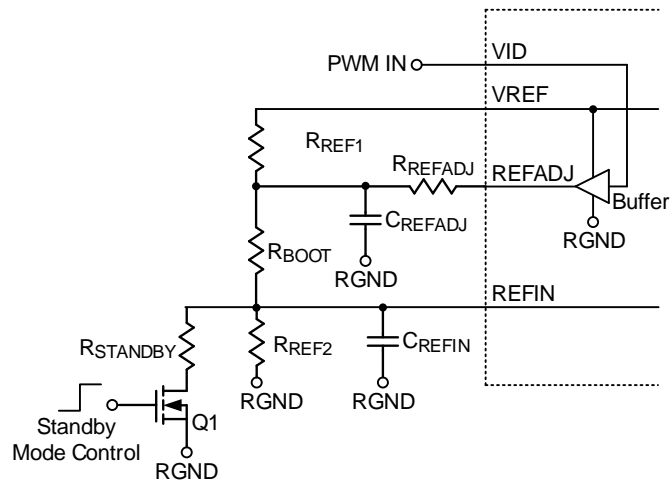 PWM IN
VID
VREF
RREF1
RREFADJ
REFADJ
Buffer
CREFADJ
RGND
RGND
RBOOT
REFIN
RSTANDBY
RREF2
CREFIN
RGND
RGND
Q1
Standby
Mode Control
RGND